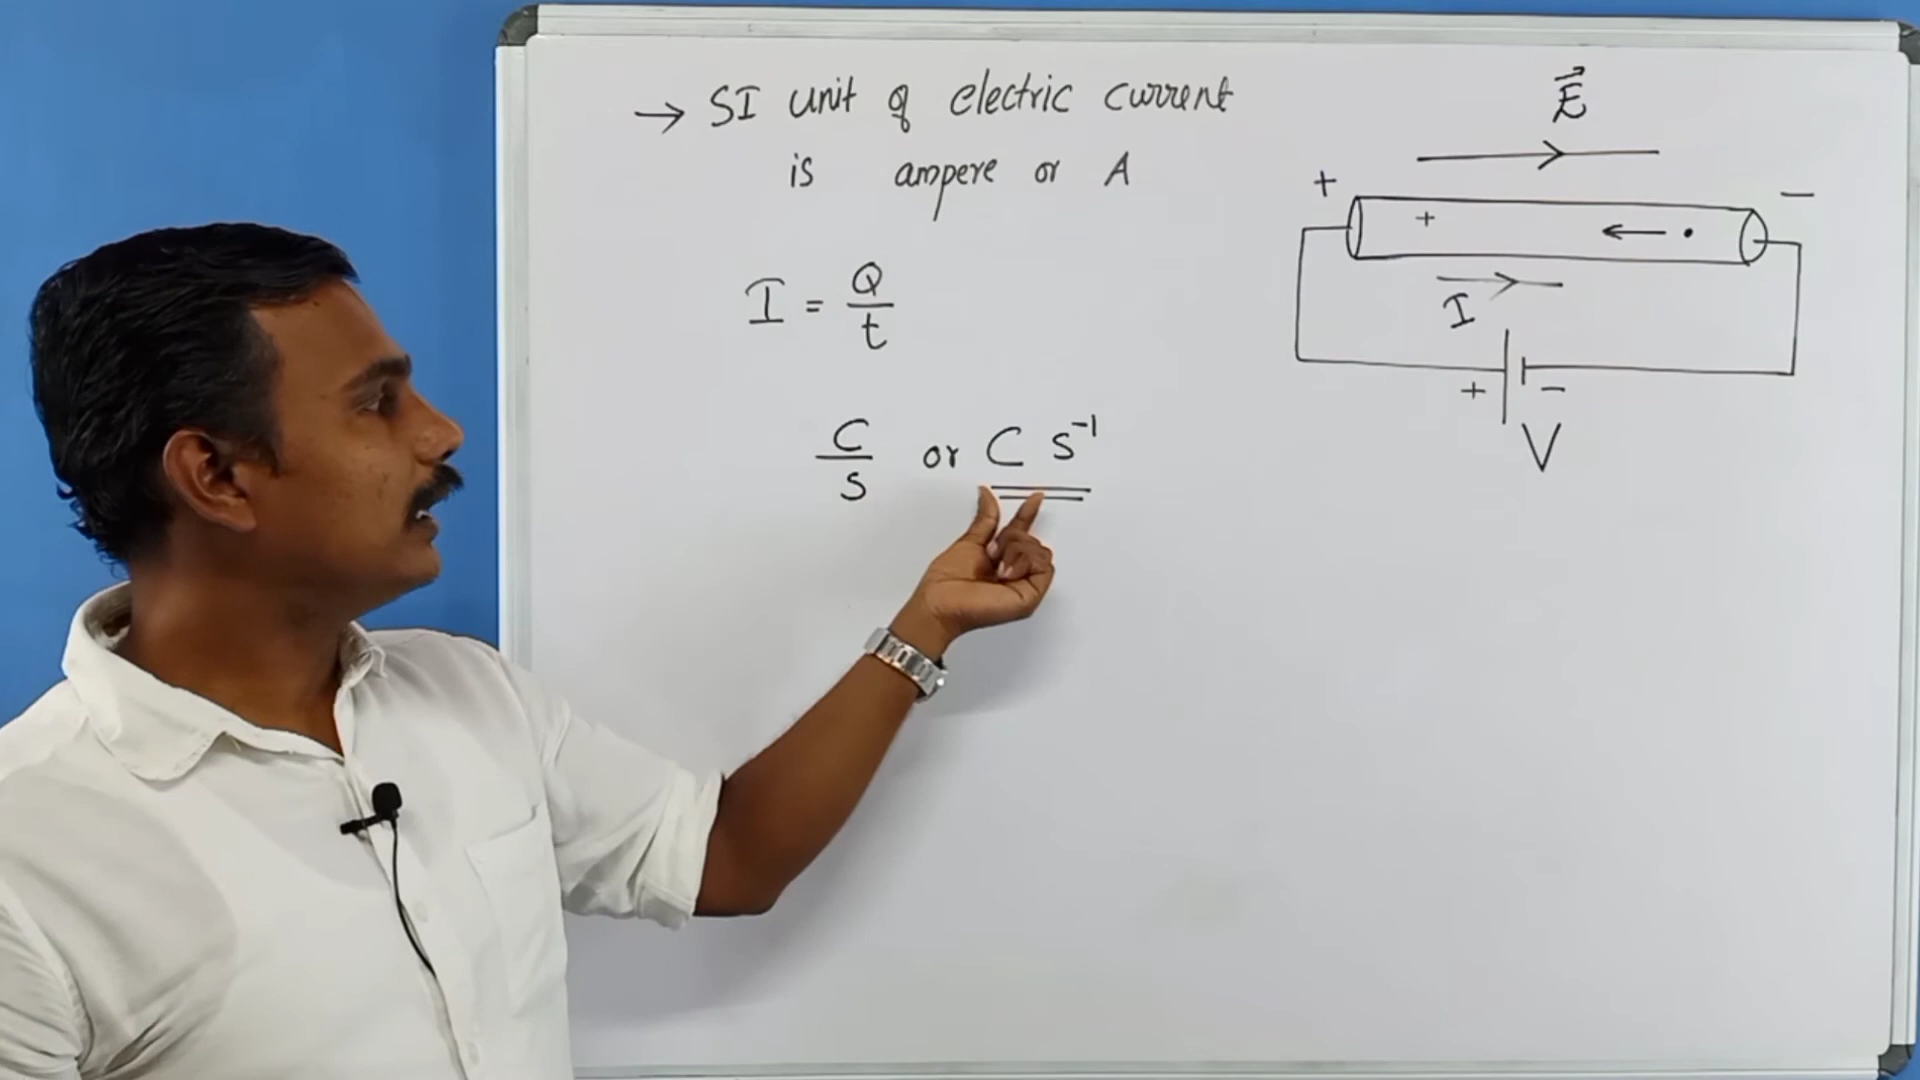 → SI unit of electric current
is ampere or A
I = Q/t
C/s or C s⁻¹
E⃗
+ −
+
I
+ −
V